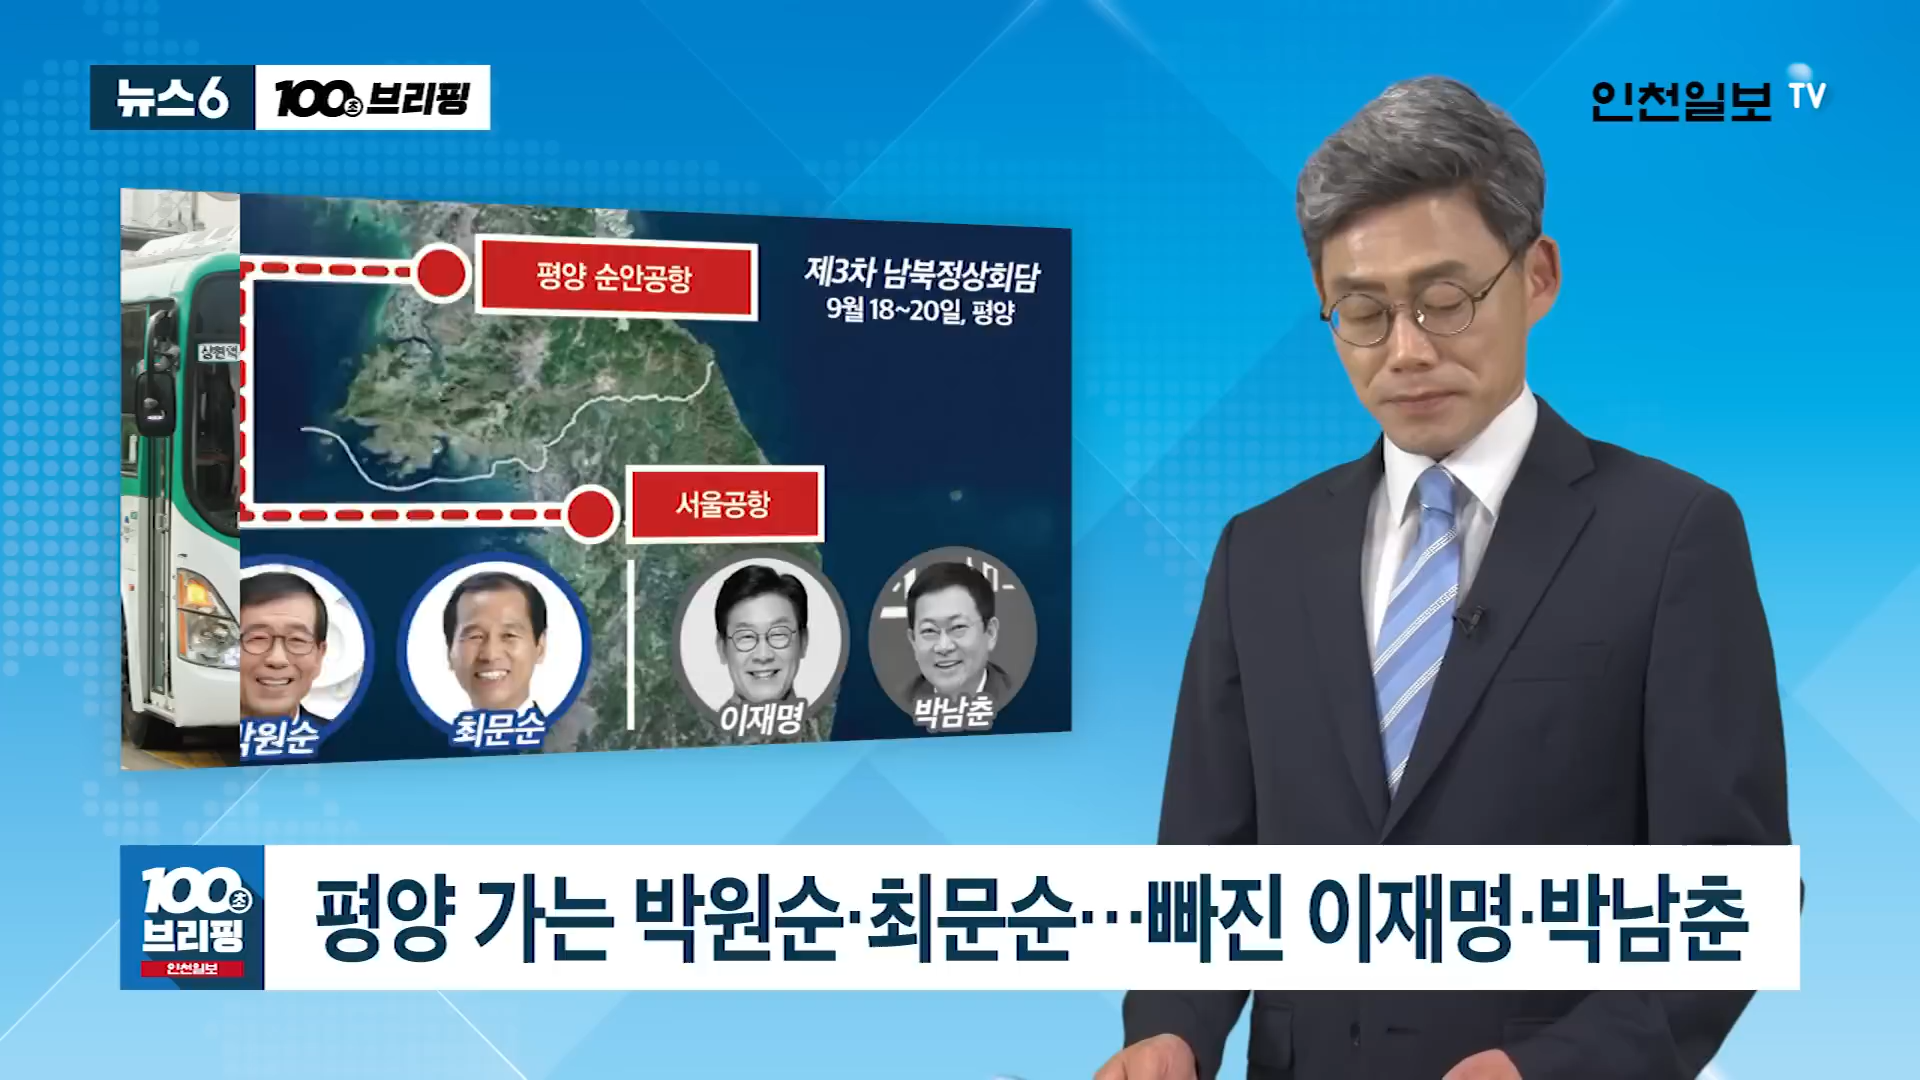 뉴스6
100초 브리핑
인천일보 TV
상현역
평양 순안공항
제3차 남북정상회담
9월 18~20일, 평양
서울공항
박원순
최문순
이재명
박남춘
100초
브리핑
인천일보
평양 가는 박원순·최문순…빠진 이재명·박남춘